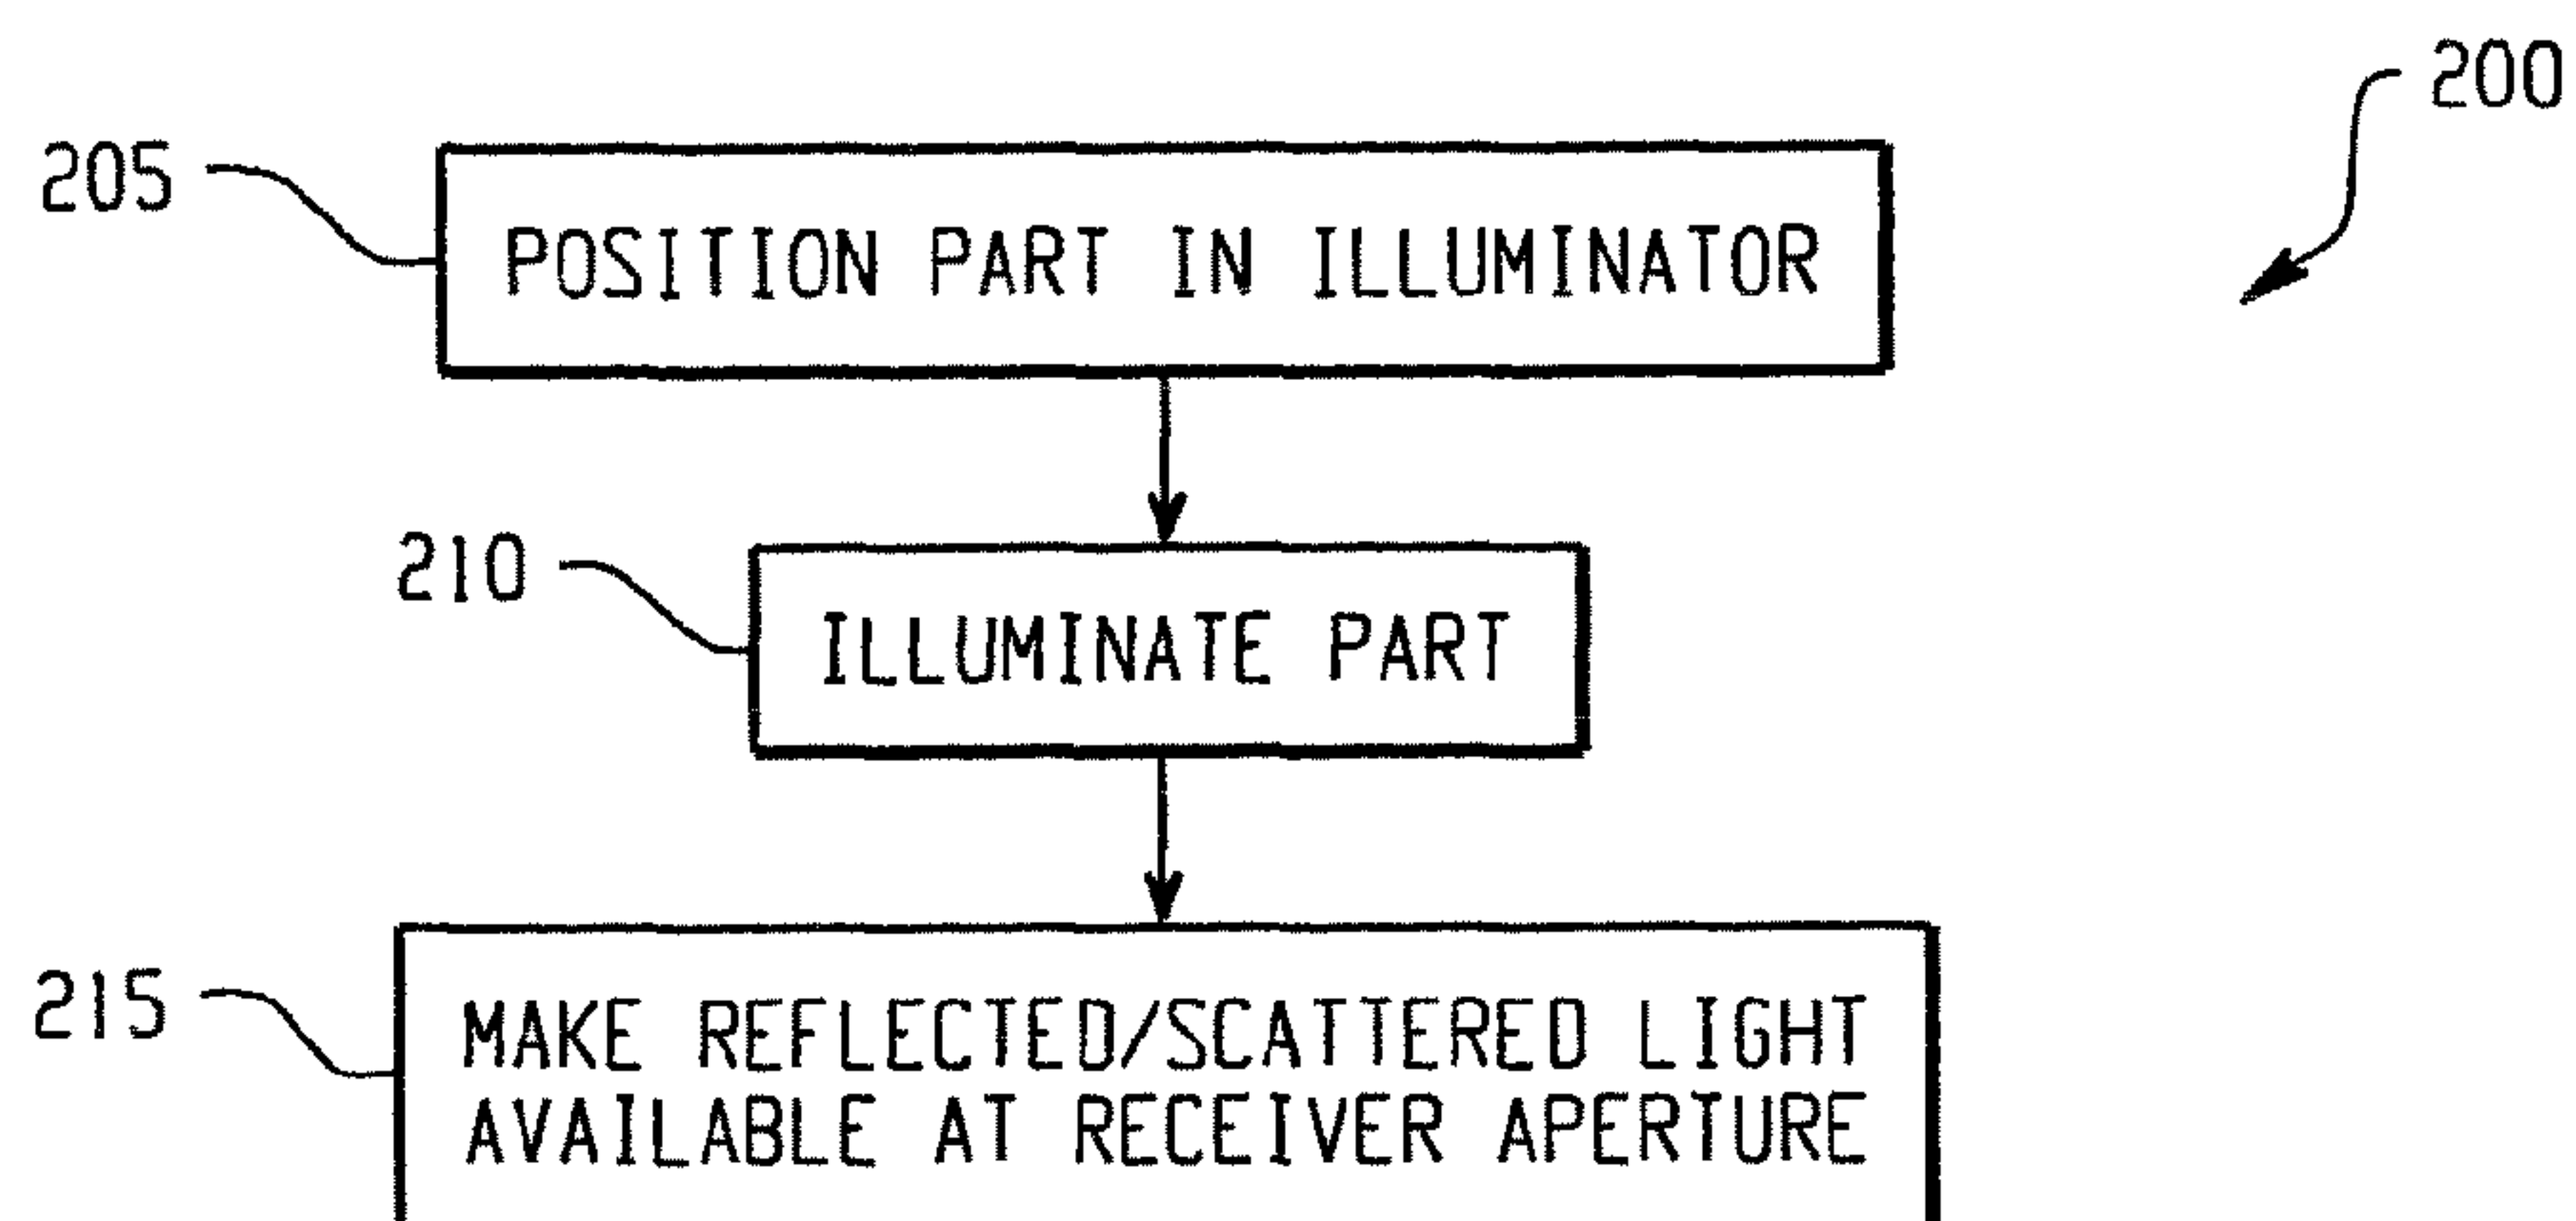 200
205
POSITION PART IN ILLUMINATOR
210
ILLUMINATE PART
215
MAKE REFLECTED/SCATTERED LIGHT
AVAILABLE AT RECEIVER APERTURE